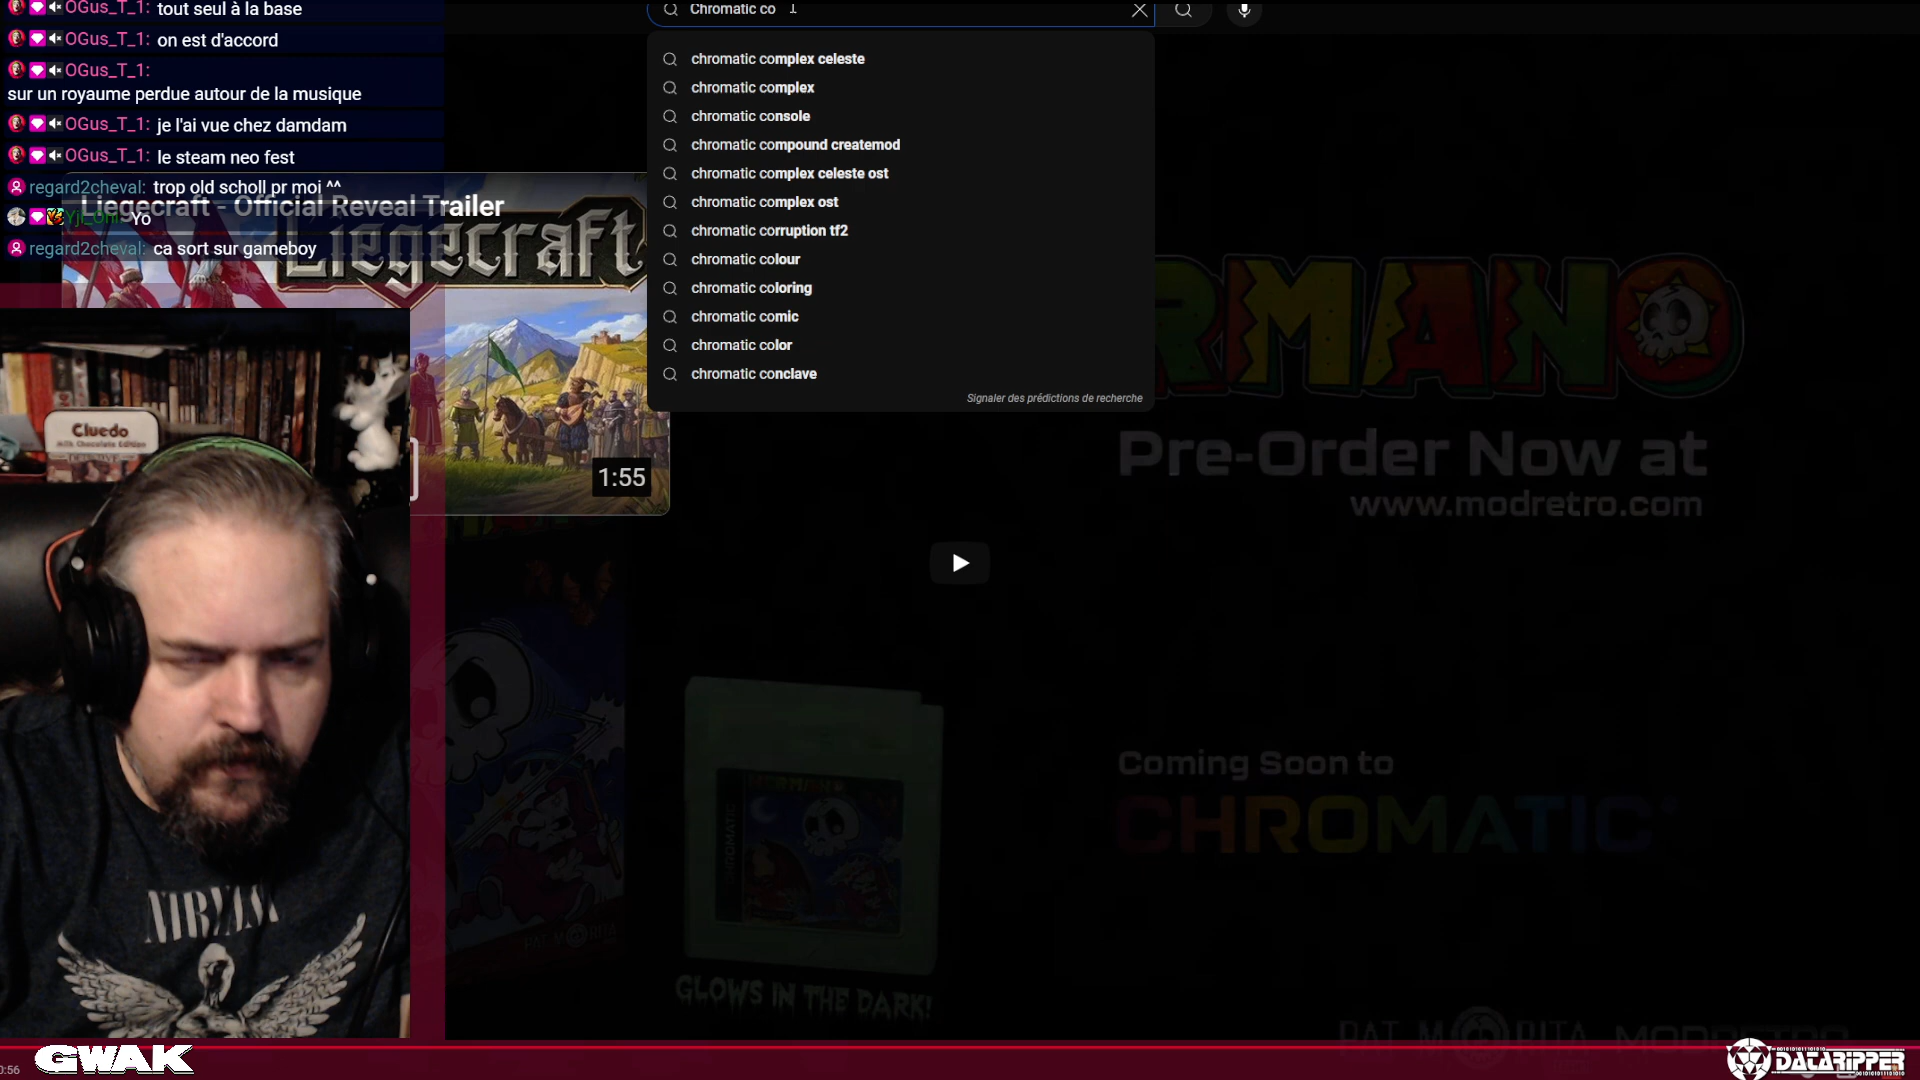 OGus_T_1: tout seul à la base
OGus_T_1: on est d'accord
OGus_T_1:
sur un royaume perdue autour de la musique
OGus_T_1: je l'ai vue chez damdam
OGus_T_1: le steam neo fest
regard2cheval: trop old scholl pr moi ^^
Yo
regard2cheval: ca sort sur gameboy
Liegecraft - Official Reveal Trailer
Liegecraft
1:55
Chromatic co
chromatic complex celeste
chromatic complex
chromatic console
chromatic compound createmod
chromatic complex celeste ost
chromatic complex ost
chromatic corruption tf2
chromatic colour
chromatic coloring
chromatic comic
chromatic color
chromatic conclave
Signaler des prédictions de recherche
RMANO
Pre-Order Now at
www.modretro.com
Coming Soon to
CHROMATIC
GLOWS IN THE DARK!
Cluedo
Milk Chocolate Edition
NIRVANA
GWAK
DATARIPPER